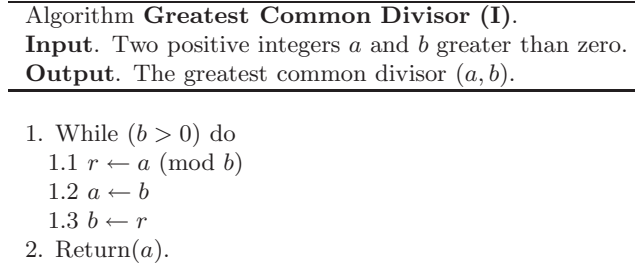 Algorithm Greatest Common Divisor (I).
Input. Two positive integers a and b greater than zero.
Output. The greatest common divisor (a, b).
1. While (b > 0) do
1.1 r ← a (mod b)
1.2 a ← b
1.3 b ← r
2. Return(a).